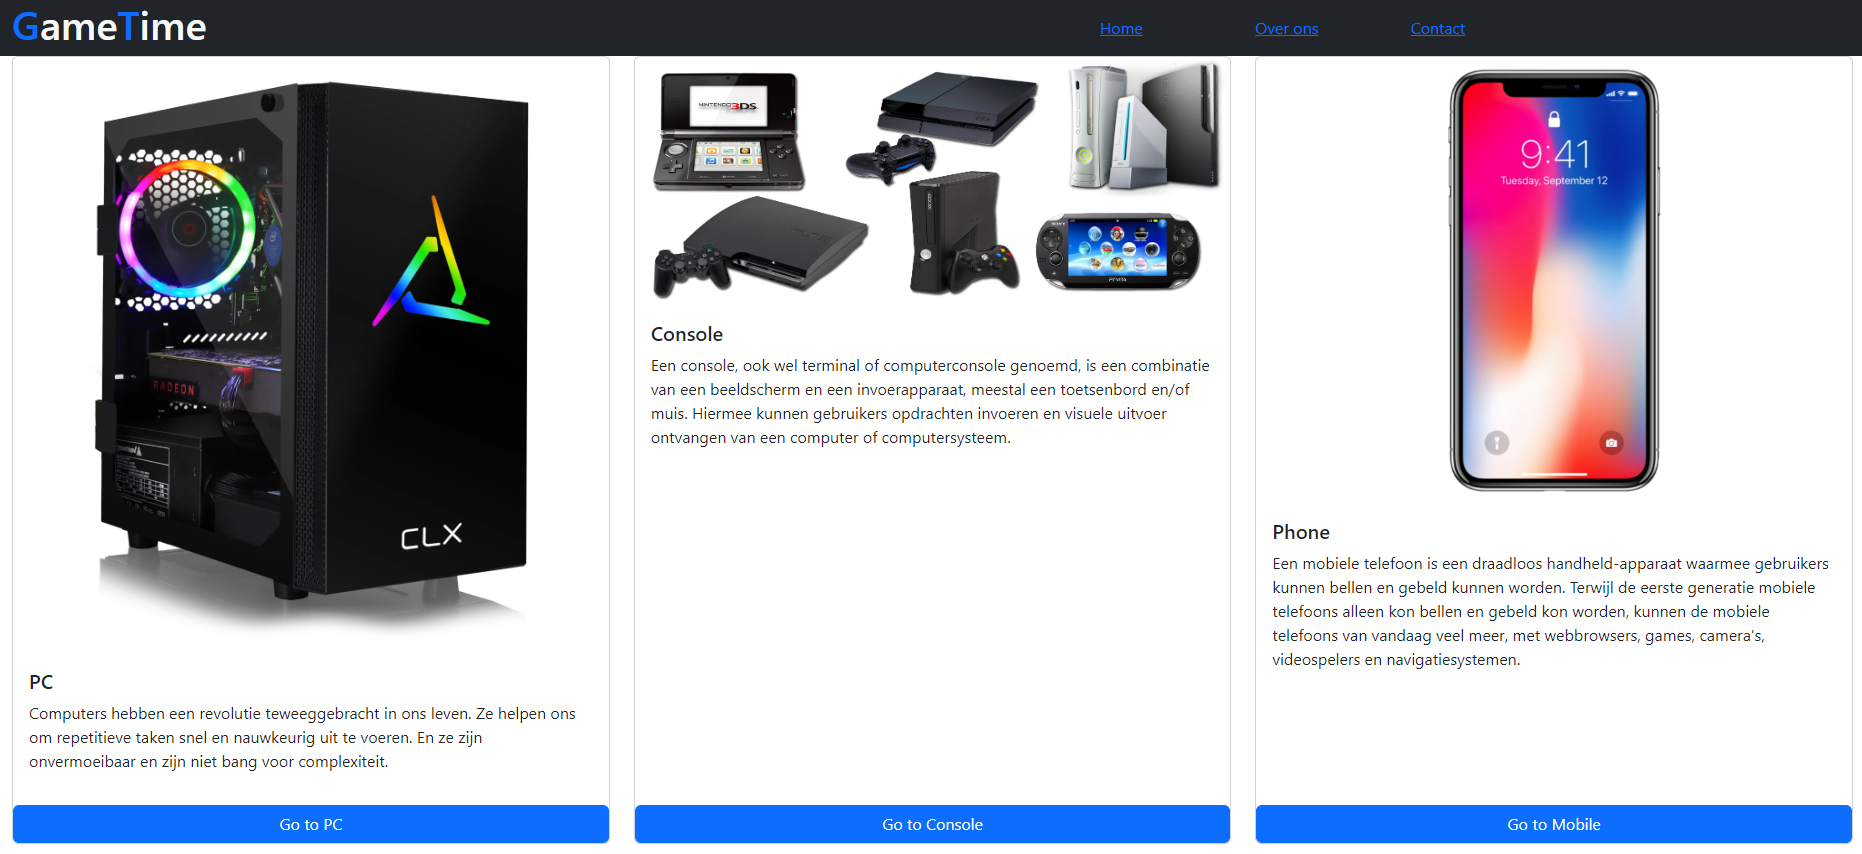 GameTime
Home
Over ons
Contact
RADEON
CLX
PC
Computers hebben een revolutie teweeggebracht in ons leven. Ze helpen ons
om repetitieve taken snel en nauwkeurig uit te voeren. En ze zijn
onvermoeibaar en zijn niet bang voor complexiteit.
Go to PC
NINTENDO3DS
PS3
SONY
PSVITA
Console
Een console, ook wel terminal of computerconsole genoemd, is een combinatie
van een beeldscherm en een invoerapparaat, meestal een toetsenbord en/of
muis. Hiermee kunnen gebruikers opdrachten invoeren en visuele uitvoer
ontvangen van een computer of computersysteem.
Go to Console
9:41
Tuesday, September 12
Phone
Een mobiele telefoon is een draadloos handheld-apparaat waarmee gebruikers
kunnen bellen en gebeld kunnen worden. Terwijl de eerste generatie mobiele
telefoons alleen kon bellen en gebeld kon worden, kunnen de mobiele
telefoons van vandaag veel meer, met webbrowsers, games, camera's,
videospelers en navigatiesystemen.
Go to Mobile